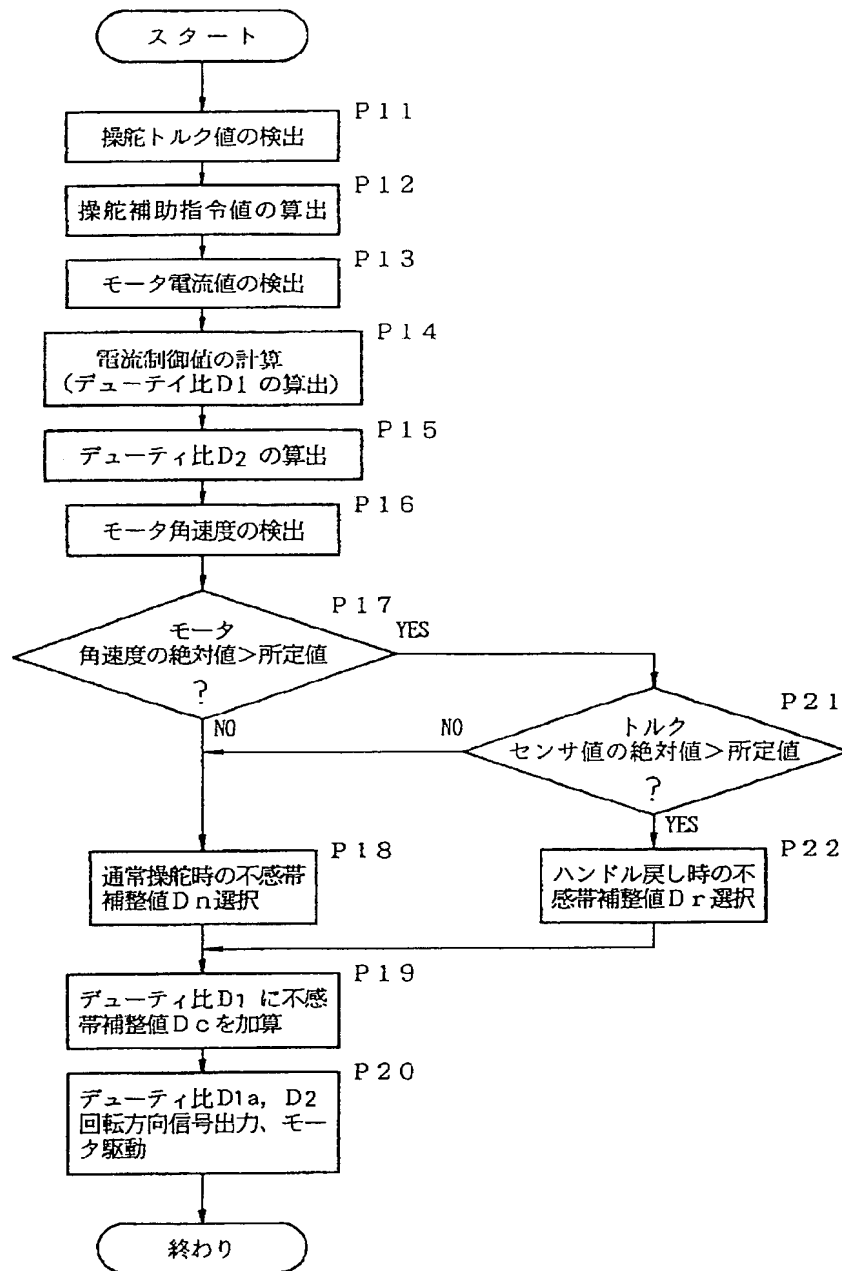 スタート
P11
操舵トルク値の検出
P12
操舵補助指令値の算出
P13
モータ電流値の検出
P14
電流制御値の計算
（デューテイ比D1 の算出）
P15
デューティ比D2 の算出
P16
モータ角速度の検出
P17
モータ
角速度の絶対値＞所定値
？
YES
NO
P21
トルク
センサ値の絶対値＞所定値
？
NO
YES
P18
通常操舵時の不感帯
補整値Dn選択
P22
ハンドル戻し時の不
感帯補整値Dr選択
P19
デューティ比D1 に不感
帯補整値Dcを加算
P20
デューティ比D1a，D2
回転方向信号出力、モー
タ駆動
終わり